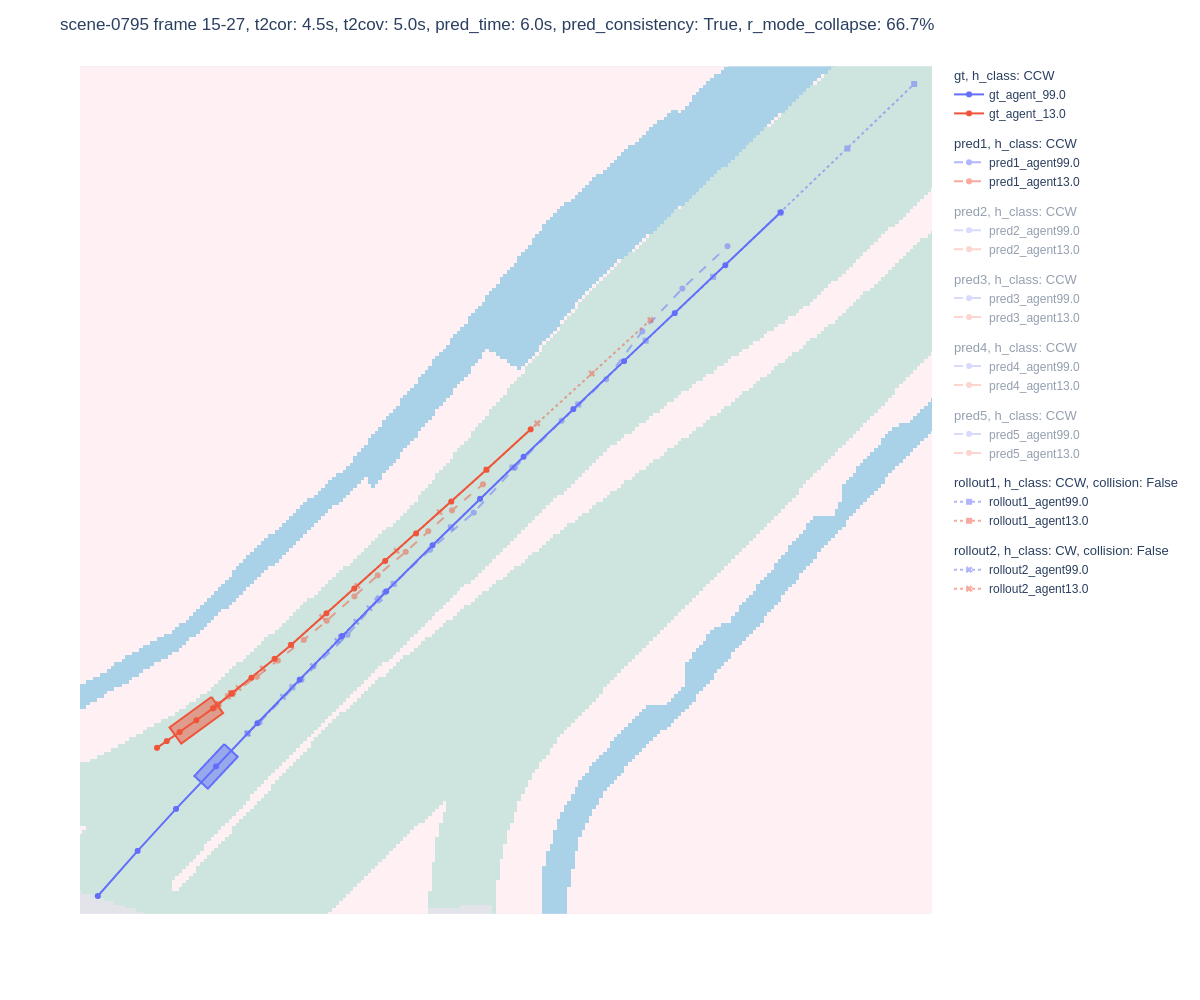 scene-0795 frame 15-27, t2cor: 4.5s, t2cov: 5.0s, pred_time: 6.0s, pred_consistency: True, r_mode_collapse: 66.7%
gt, h_class: CCW
gt_agent_99.0
gt_agent_13.0
pred1, h_class: CCW
pred1_agent99.0
pred1_agent13.0
pred2, h_class: CCW
pred2_agent99.0
pred2_agent13.0
pred3, h_class: CCW
pred3_agent99.0
pred3_agent13.0
pred4, h_class: CCW
pred4_agent99.0
pred4_agent13.0
pred5, h_class: CCW
pred5_agent99.0
pred5_agent13.0
rollout1, h_class: CCW, collision: False
rollout1_agent99.0
rollout1_agent13.0
rollout2, h_class: CW, collision: False
rollout2_agent99.0
rollout2_agent13.0